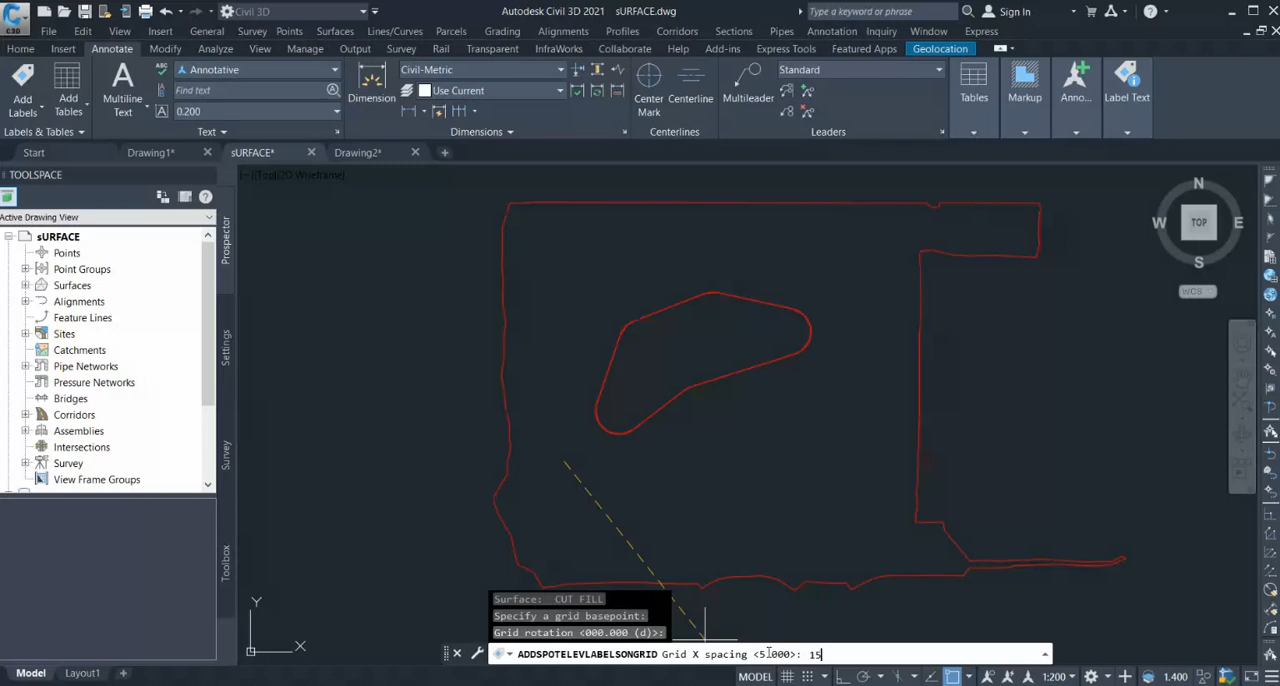 Civil 3D
Autodesk Civil 3D 2021 sURFACE.dwg
Type a keyword or phrase
Sign In
C3D
File Edit View Insert General Survey Points Surfaces Lines/Curves Parcels Grading Alignments Profiles Corridors Sections Pipes Annotation Inquiry Window Express
Home Insert Annotate Modify Analyze View Manage Output Survey Rail Transparent InfraWorks Collaborate Help Add-ins Express Tools Featured Apps Geolocation
Add
Labels
Add
Tables
Labels & Tables
Multiline
Text
Annotative
Find text
0.200
Text
Dimension
Civil-Metric
Use Current
Dimensions
Center
Mark
Centerline
Centerlines
Multileader
Standard
Leaders
Tables
Markup
Anno...
Label Text
Start Drawing1* sURFACE* Drawing2*
TOOLSPACE
Active Drawing View
sURFACE
Points
Point Groups
Surfaces
Alignments
Feature Lines
Sites
Catchments
Pipe Networks
Pressure Networks
Bridges
Corridors
Assemblies
Intersections
Survey
View Frame Groups
Prospector
Settings
Survey
Toolbox
[−][Top][2D Wireframe]
N
W TOP E
S
WCS
Y
X
Surface: CUT FILL
Specify a grid basepoint:
Grid rotation <000.000 (d)>:
ADDSPOTELEVLABELSONGRID Grid X spacing <5.000>: 15
Model Layout1
MODEL
1:200
1.400